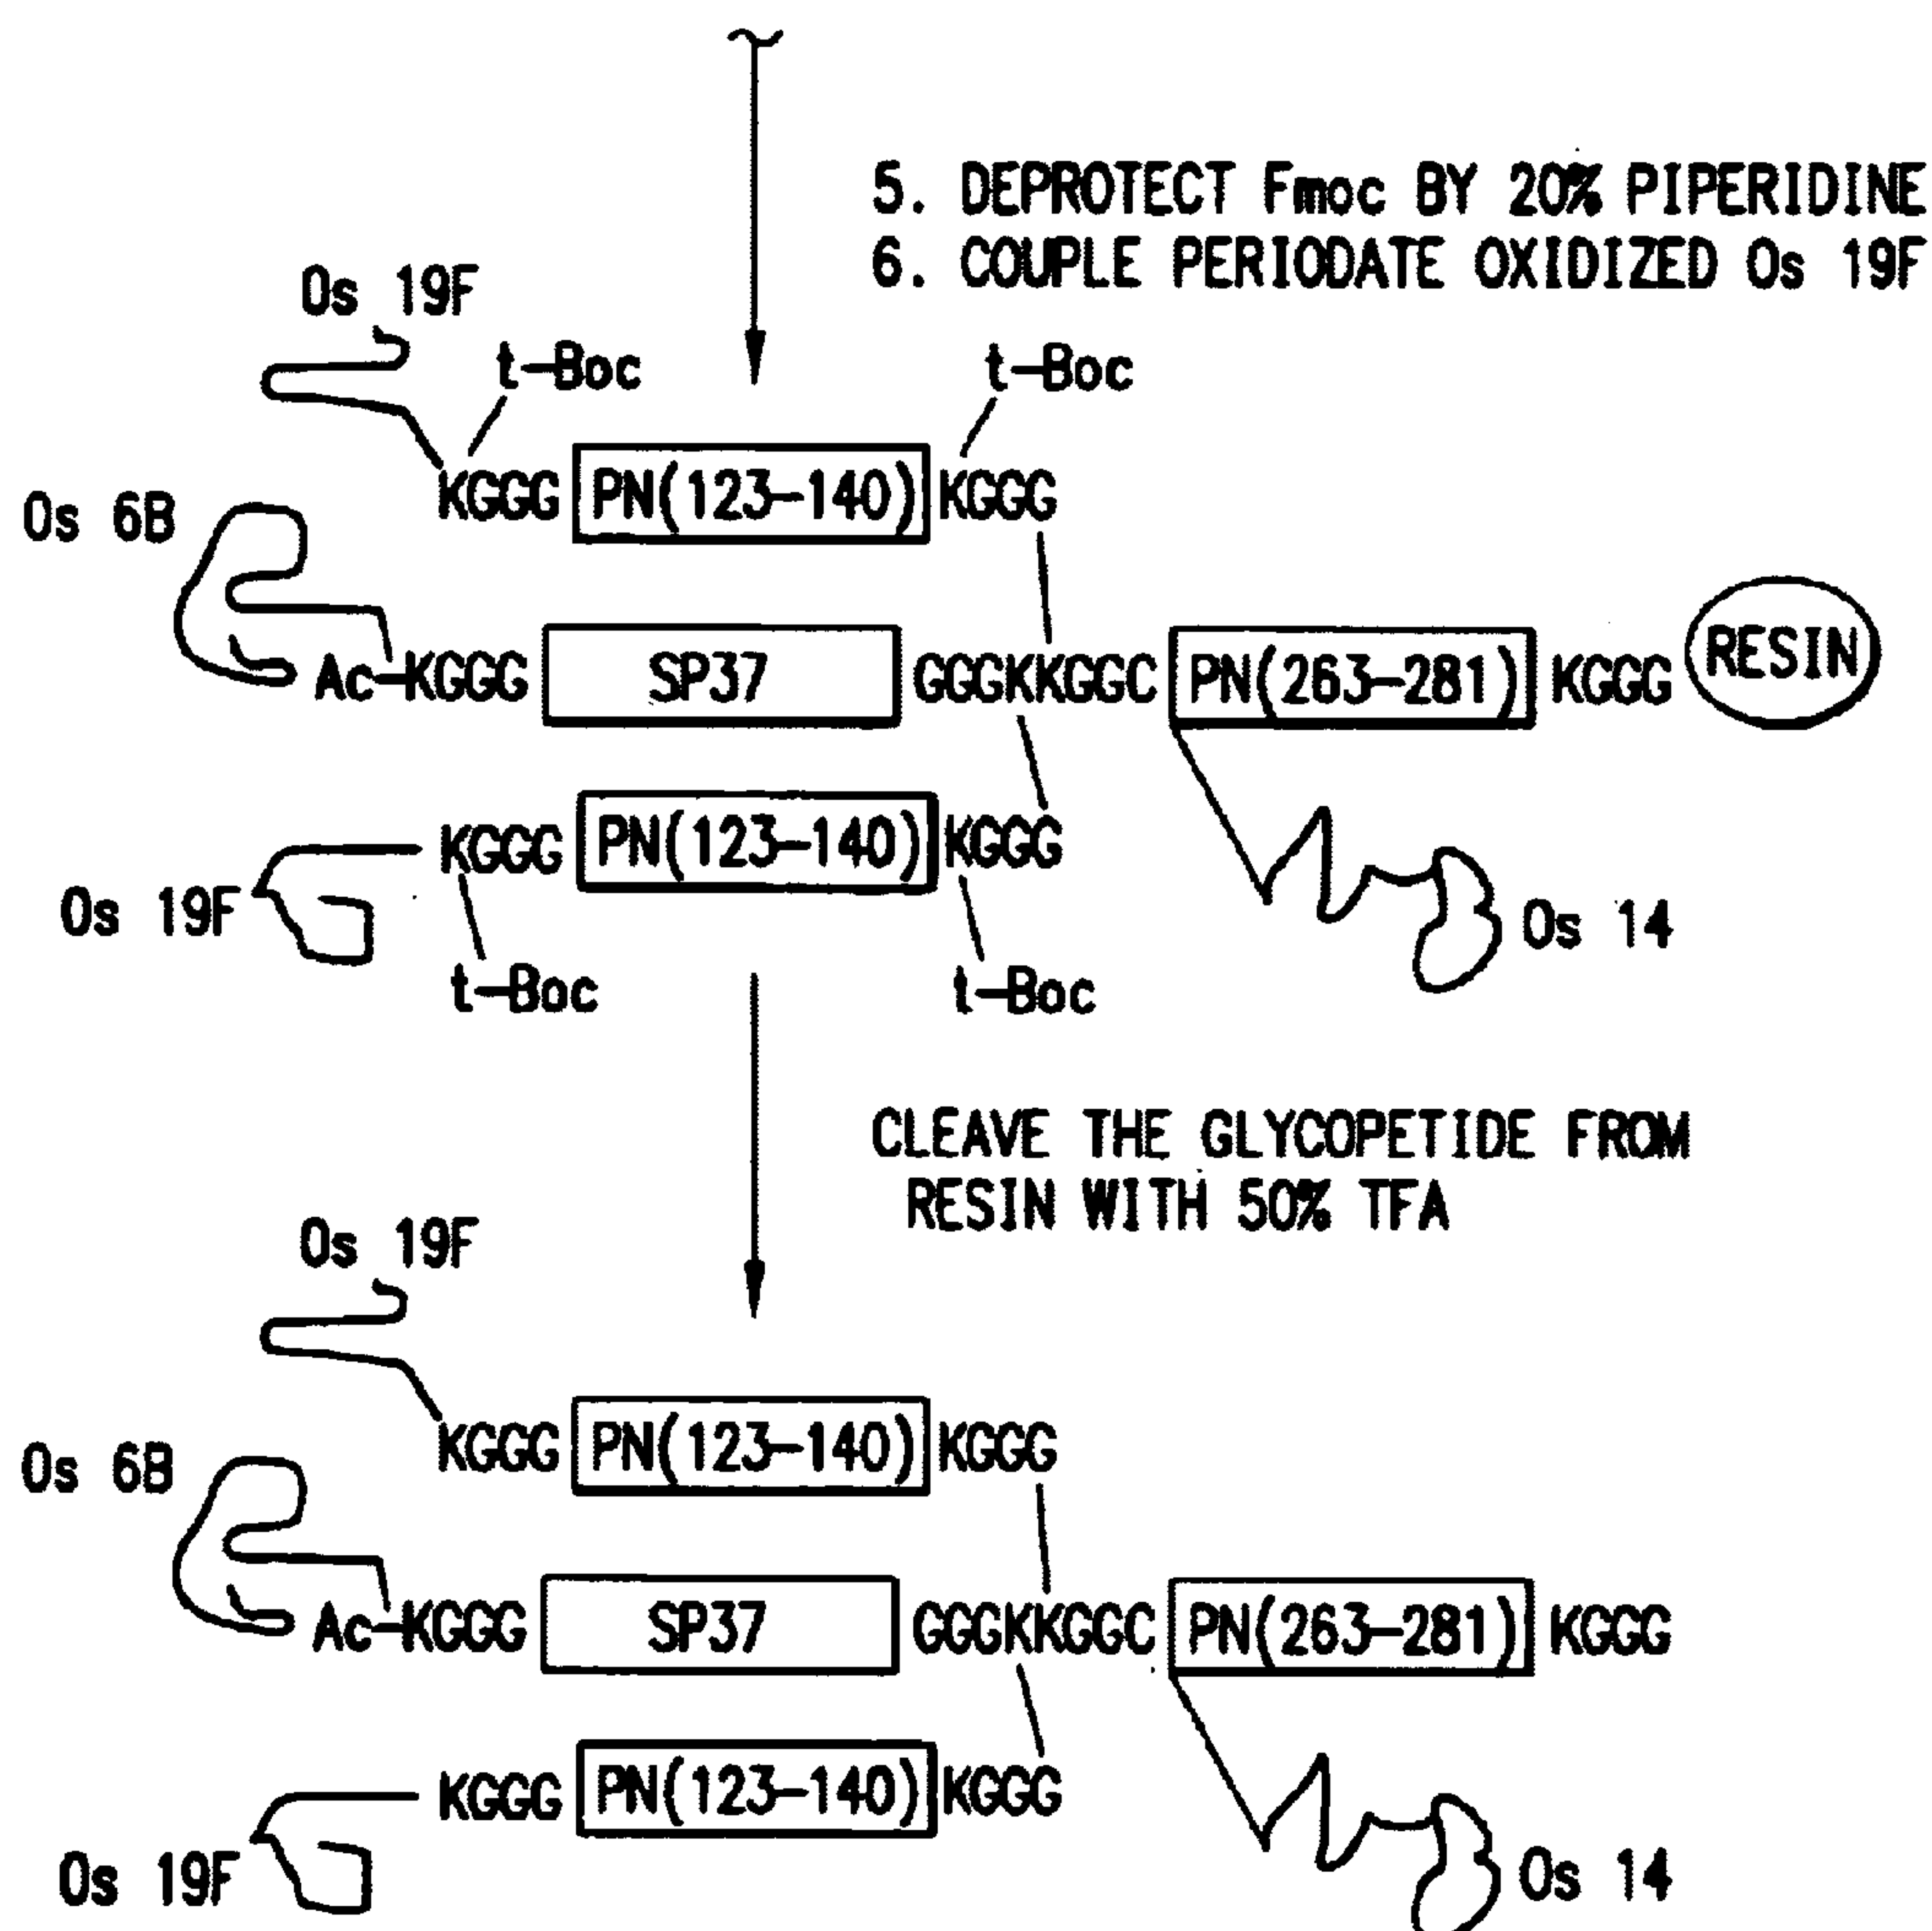 5. DEPROTECT Fmoc BY 20% PIPERIDINE
6. COUPLE PERIODATE OXIDIZED Os 19F
Os 19F
t-Boc t-Boc
KGGG PN(123-140) KGGG
Os 6B
Ac-KGGG SP37 GGGKKGGC PN(263-281) KGGG RESIN
KGGG PN(123-140) KGGG
Os 19F Os 14
t-Boc t-Boc
CLEAVE THE GLYCOPETIDE FROM
RESIN WITH 50% TFA
Os 19F
KGGG PN(123-140) KGGG
Os 6B
Ac-KGGG SP37 GGGKKGGC PN(263-281) KGGG
KGGG PN(123-140) KGGG
Os 19F Os 14